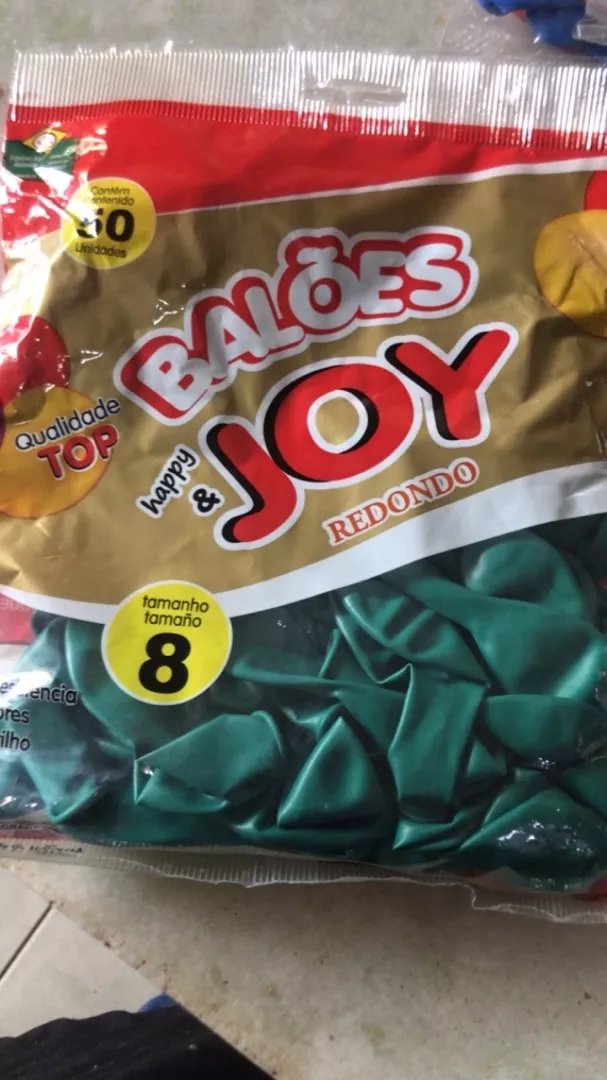 Contém
Contenido
50
Unidades
BALÕES
Qualidade
TOP
happy
&
JOY
REDONDO
tamanho
tamaño
8